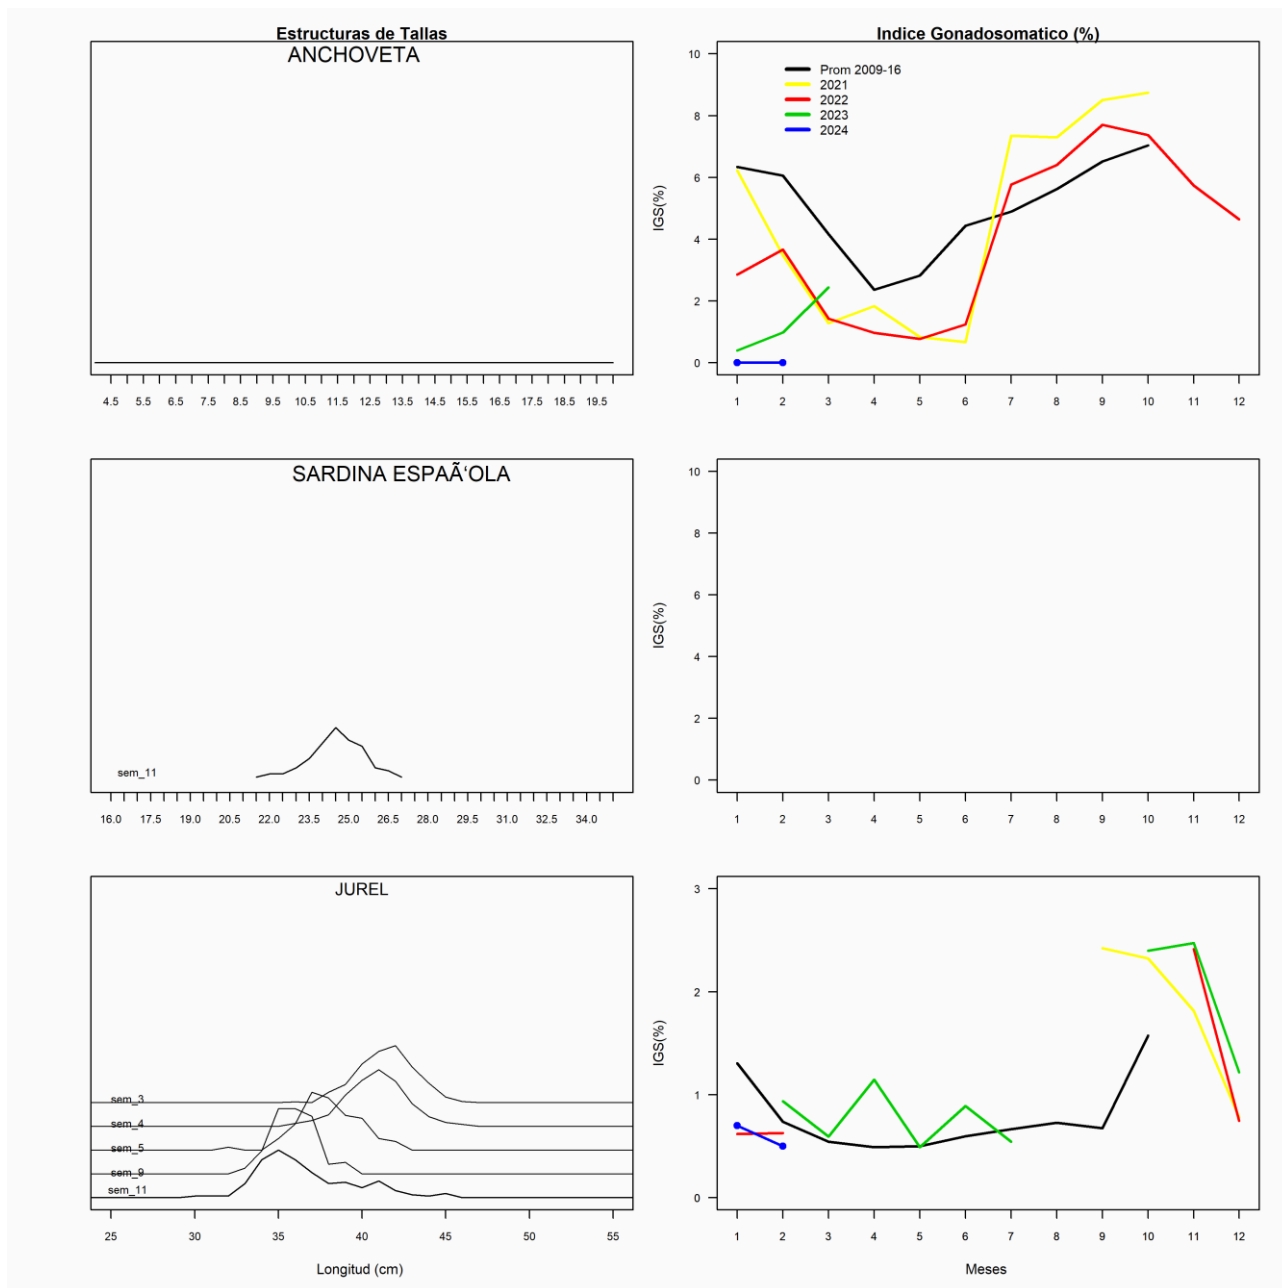 Estructuras de Tallas
ANCHOVETA
4.5 5.5 6.5 7.5 8.5 9.5 10.5 11.5 12.5 13.5 14.5 15.5 16.5 17.5 18.5 19.5
Indice Gonadosomatico (%)
10
8
6
4
2
0
IGS(%)
Prom 2009-16
2021
2022
2023
2024
1 2 3 4 5 6 7 8 9 10 11 12
SARDINA ESPAÃ‘OLA
sem_11
16.0 17.5 19.0 20.5 22.0 23.5 25.0 26.5 28.0 29.5 31.0 32.5 34.0
10
8
6
4
2
0
IGS(%)
1 2 3 4 5 6 7 8 9 10 11 12
JUREL
sem_3
sem_4
sem_5
sem_9
sem_11
25 30 35 40 45 50 55
Longitud (cm)
3
2
1
0
IGS(%)
1 2 3 4 5 6 7 8 9 10 11 12
Meses